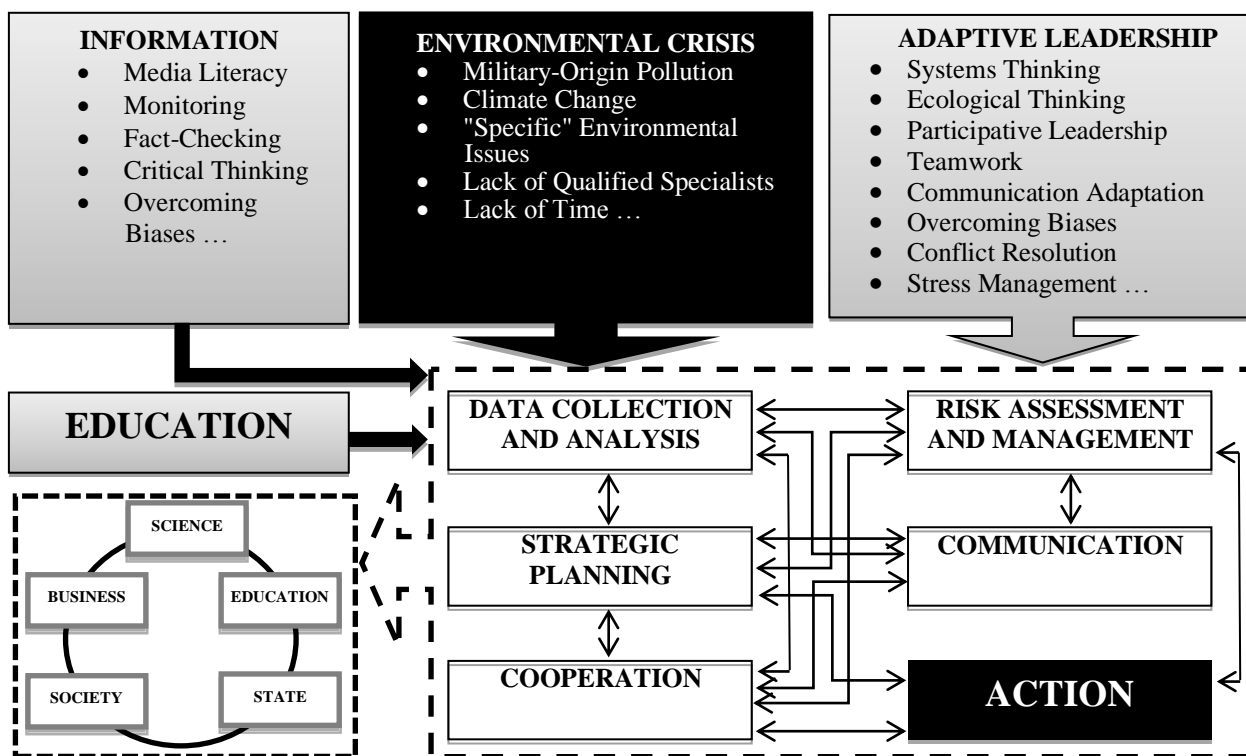 INFORMATION
• Media Literacy
• Monitoring
• Fact-Checking
• Critical Thinking
• Overcoming
Biases …
ENVIRONMENTAL CRISIS
• Military-Origin Pollution
• Climate Change
• "Specific" Environmental
Issues
• Lack of Qualified Specialists
• Lack of Time …
ADAPTIVE LEADERSHIP
• Systems Thinking
• Ecological Thinking
• Participative Leadership
• Teamwork
• Communication Adaptation
• Overcoming Biases
• Conflict Resolution
• Stress Management …
EDUCATION
DATA COLLECTION
AND ANALYSIS
RISK ASSESSMENT
AND MANAGEMENT
STRATEGIC
PLANNING
COMMUNICATION
COOPERATION
ACTION
SCIENCE
BUSINESS
EDUCATION
SOCIETY
STATE